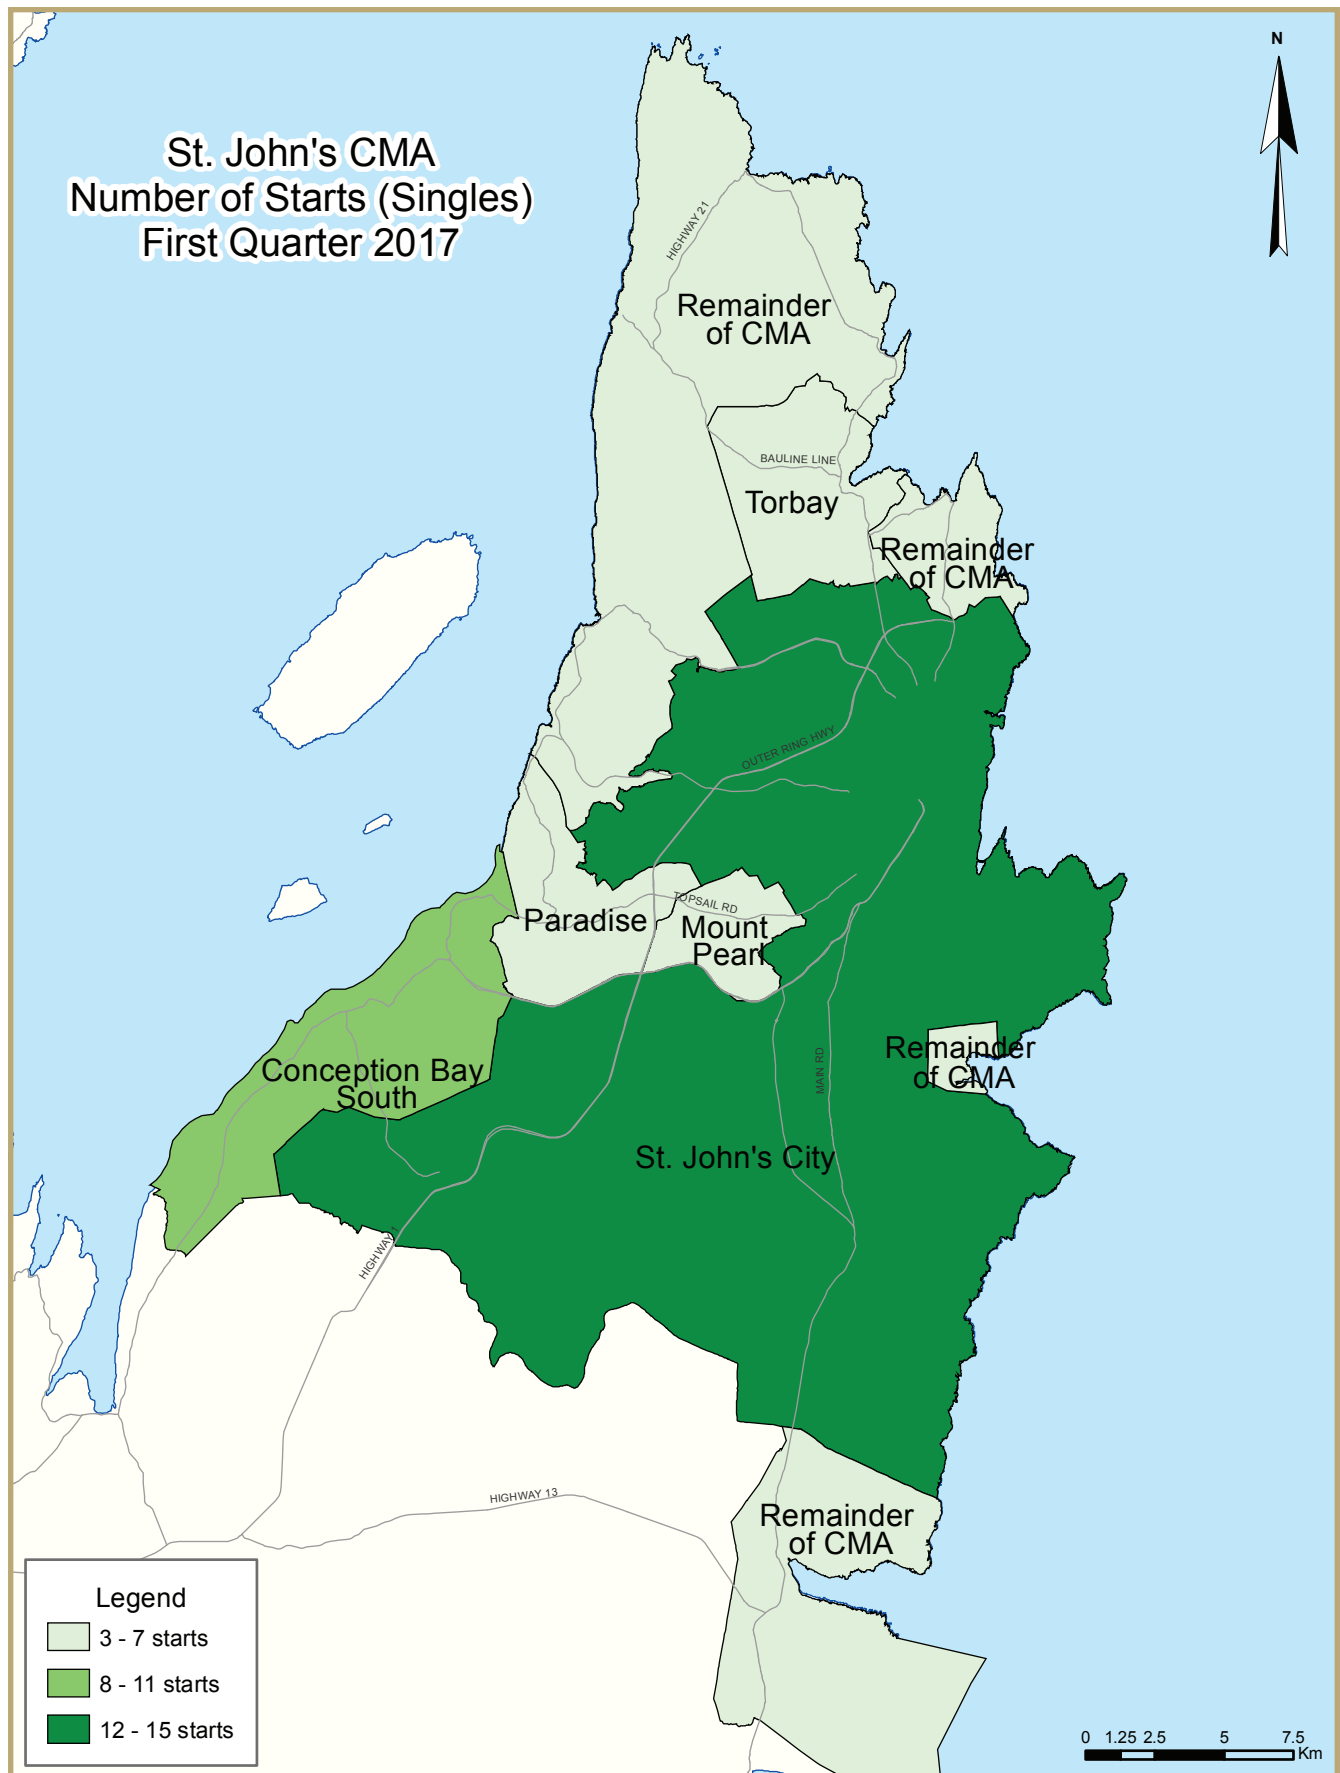 N
St. John's CMA
Number of Starts (Singles)
First Quarter 2017
HIGHWAY 21
Remainder
of CMA
BAULINE LINE
Torbay
Remainder
of CMA
OUTER RING HWY
TOPSAIL RD
Paradise
Mount
Pearl
Remainder
of CMA
MAIN RD
Conception Bay
South
St. John's City
HIGHWAY 1
HIGHWAY 13
Remainder
of CMA
Legend
3 - 7 starts
8 - 11 starts
12 - 15 starts
0 1.25 2.5 5 7.5
Km